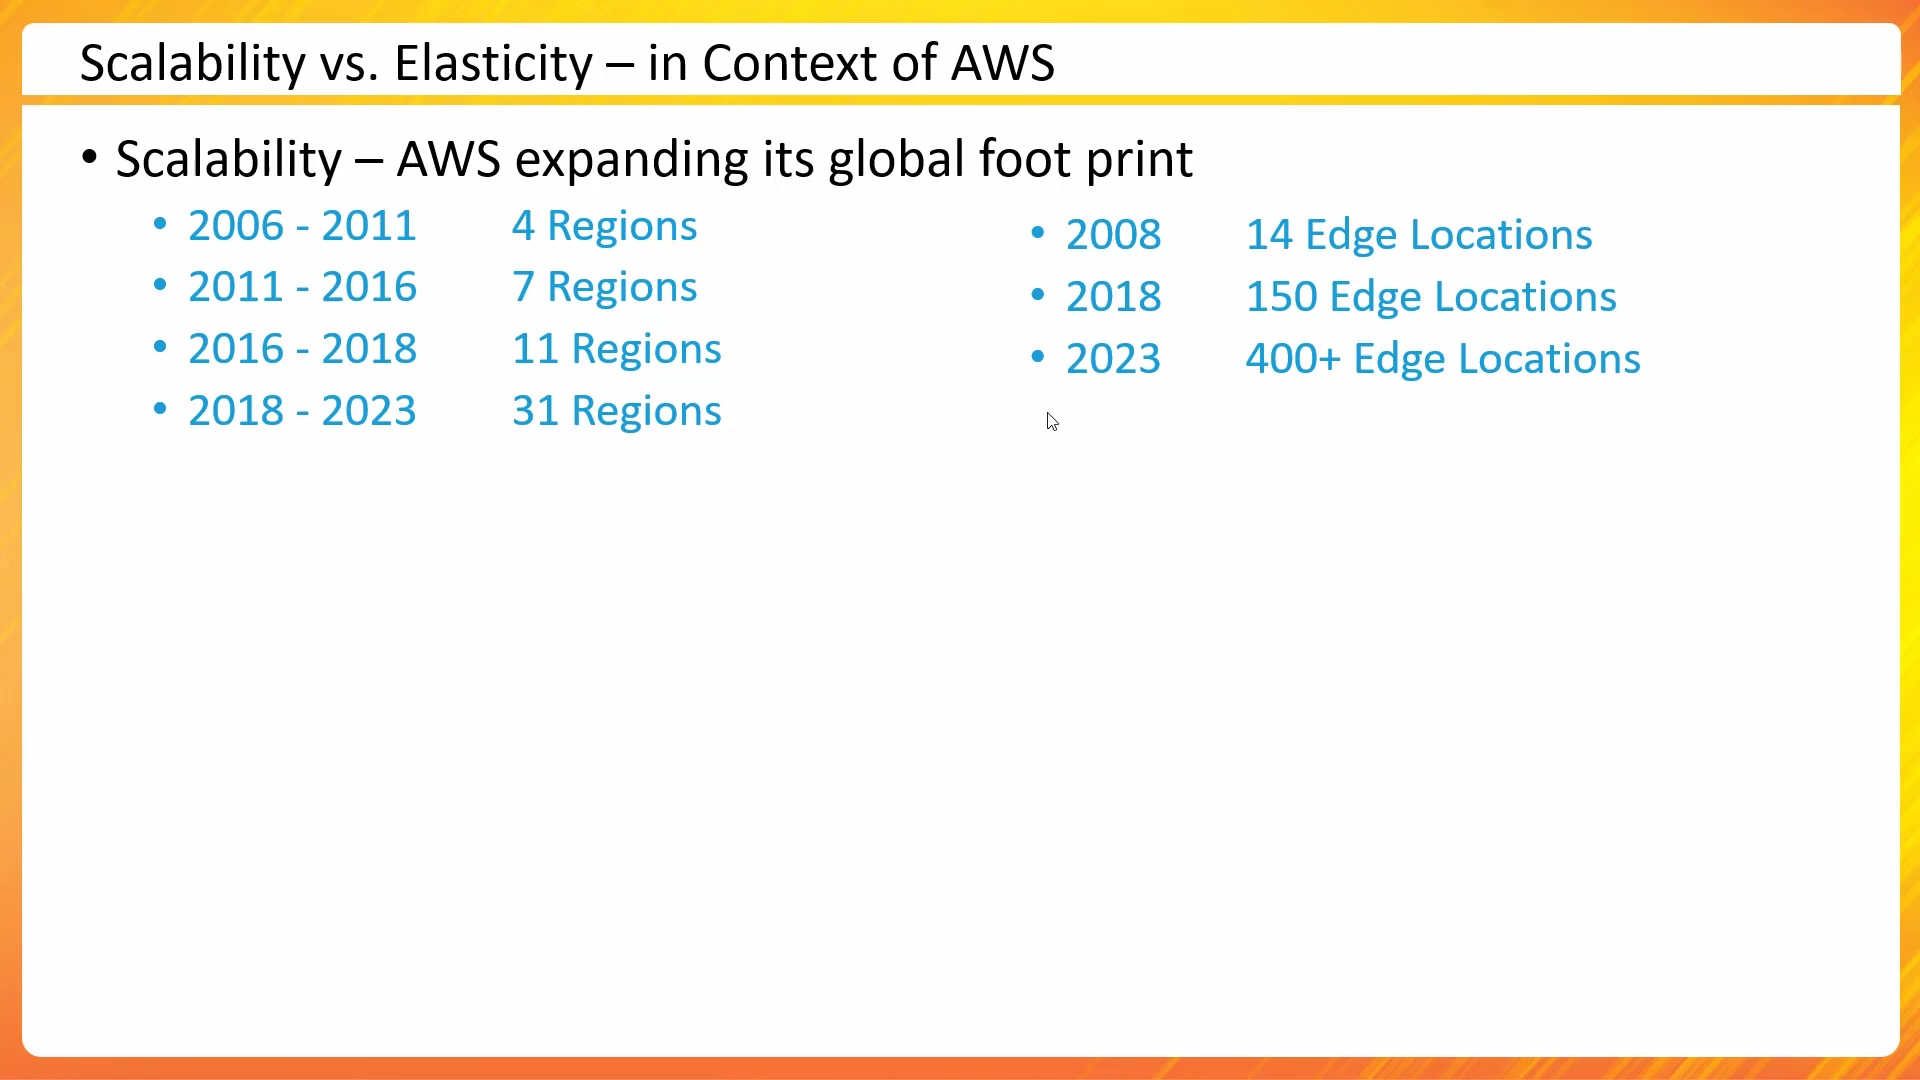 Scalability vs. Elasticity – in Context of AWS
• Scalability – AWS expanding its global foot print
• 2006 - 2011 4 Regions
• 2011 - 2016 7 Regions
• 2016 - 2018 11 Regions
• 2018 - 2023 31 Regions
• 2008 14 Edge Locations
• 2018 150 Edge Locations
• 2023 400+ Edge Locations